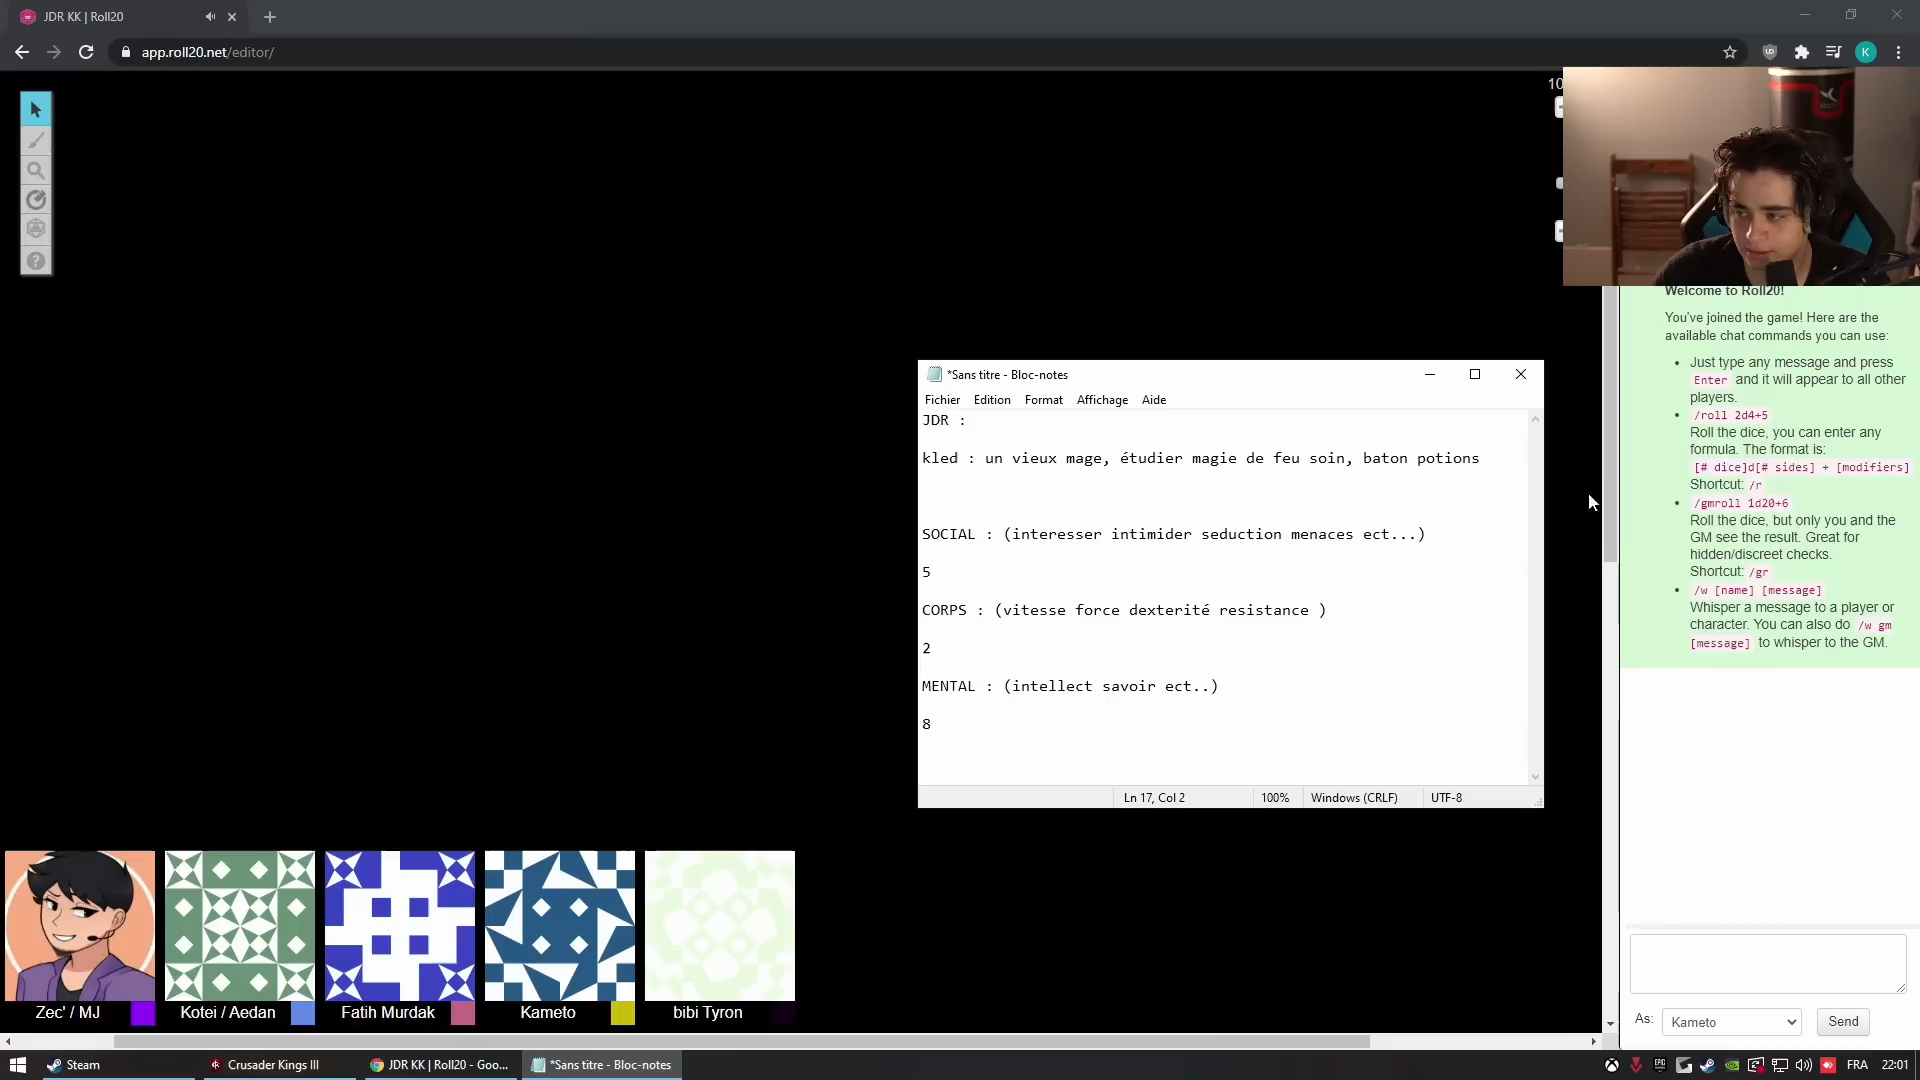 JDR KK | Roll20
app.roll20.net/editor/
K
10
Welcome to Roll20!
You've joined the game! Here are the
available chat commands you can use:
Just type any message and press
Enter and it will appear to all other
players.
/roll 2d4+5
Roll the dice, you can enter any
formula. The format is:
[# dice]d[# sides] + [modifiers]
Shortcut: /r
/gmroll 1d20+6
Roll the dice, but only you and the
GM see the result. Great for
hidden/discreet checks.
Shortcut: /gr
/w [name] [message]
Whisper a message to a player or
character. You can also do /w gm
[message] to whisper to the GM.
*Sans titre - Bloc-notes
Fichier Edition Format Affichage Aide
JDR :
kled : un vieux mage, étudier magie de feu soin, baton potions
SOCIAL : (interesser intimider seduction menaces ect...)
5
CORPS : (vitesse force dexterité resistance )
2
MENTAL : (intellect savoir ect..)
8
Ln 17, Col 2 100% Windows (CRLF) UTF-8
Zec' / MJ Kotei / Aedan Fatih Murdak Kameto bibi Tyron
As: Kameto Send
Steam Crusader Kings III JDR KK | Roll20 - Goo... *Sans titre - Bloc-notes FRA 22:01